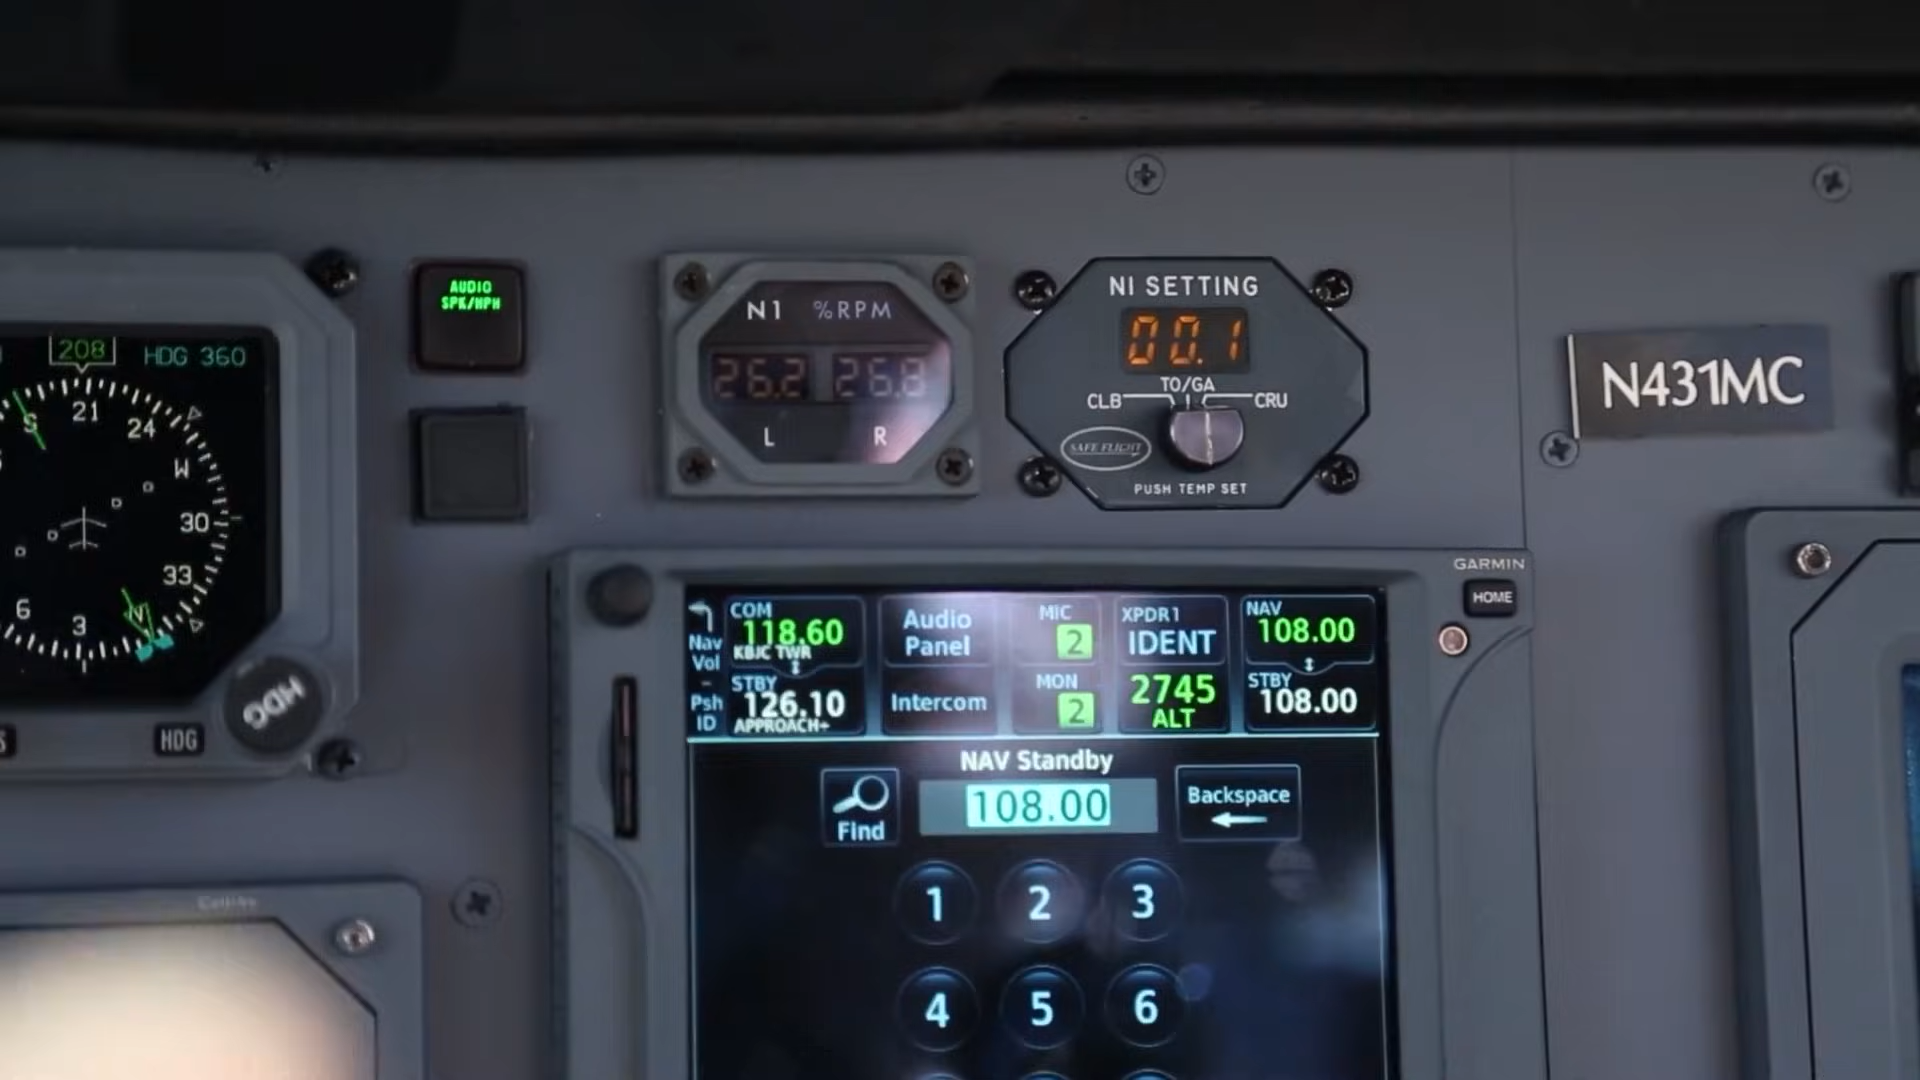 208
HDG 360
S
21
24
W
30
33
N
3
6
HDG
HDG
AUDIO
SPK/HPH
N1 %RPM
26.2 26.8
L R
N1 SETTING
00.1
TO/GA
CLB CRU
SAFE FLIGHT
PUSH TEMP SET
N431MC
GARMIN
HOME
Nav
Vol
Psh
ID
COM
118.60
KBJC TWR
STBY
126.10
APPROACH+
Audio
Panel
Intercom
MIC
2
MON
2
XPDR1
IDENT
2745
ALT
NAV
108.00
STBY
108.00
NAV Standby
Find
108.00
Backspace
1 2 3
4 5 6